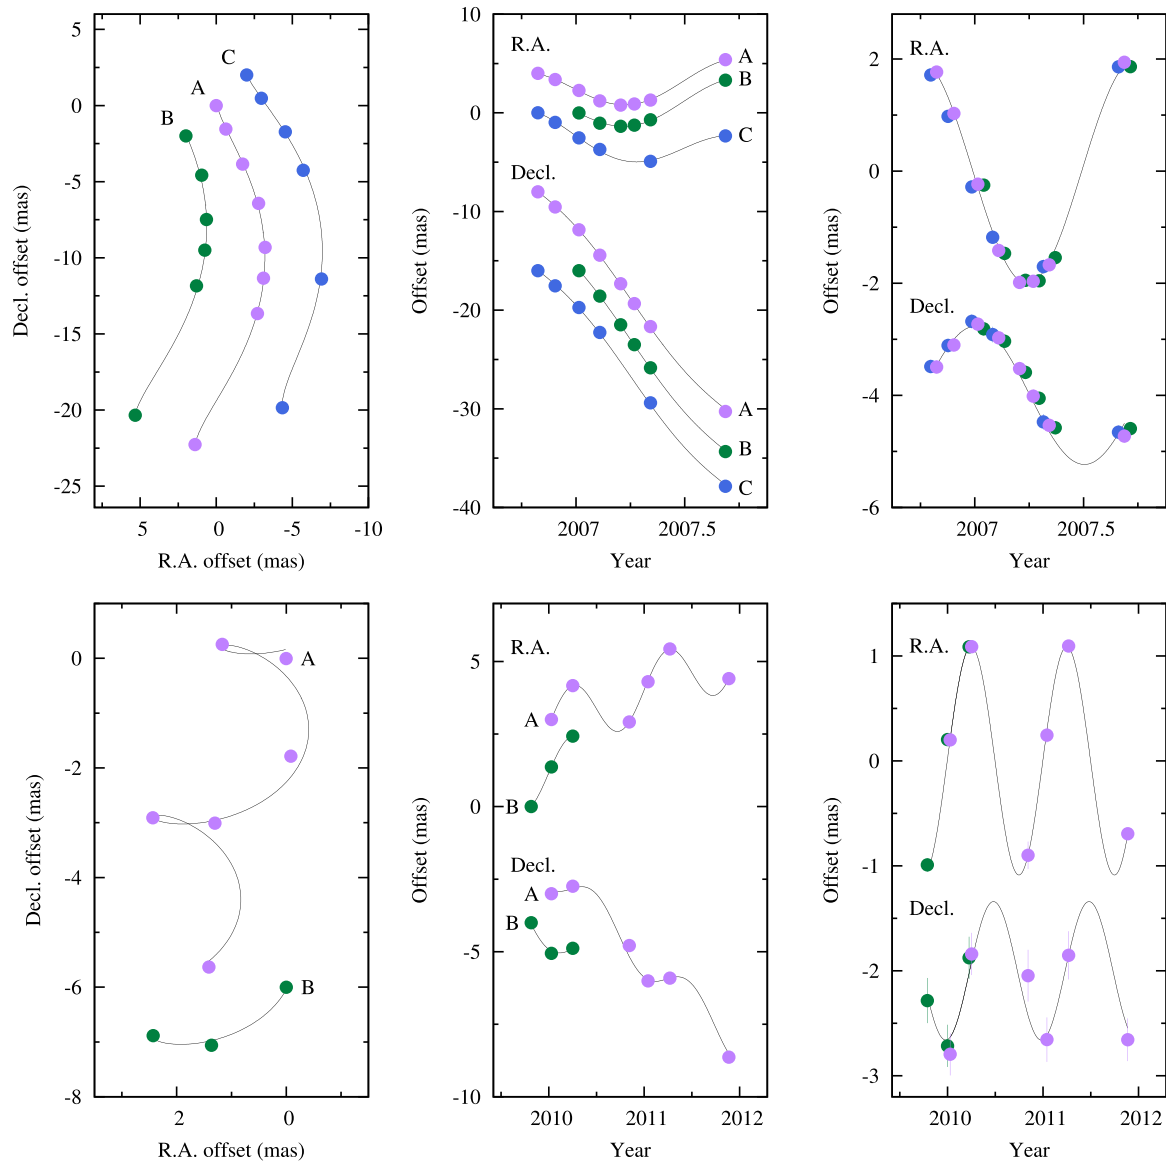 5
0
-5
-10
-15
-20
-25
5
0
-5
-10
C
A
B
Decl. offset (mas)
R.A. offset (mas)
10
0
-10
-20
-30
-40
2007
2007.5
R.A.
A
B
C
Decl.
A
B
C
Offset (mas)
Year
2
0
-2
-4
-6
2007
2007.5
R.A.
Decl.
Offset (mas)
Year
0
-2
-4
-6
-8
2
0
A
B
Decl. offset (mas)
R.A. offset (mas)
5
0
-5
-10
2010
2011
2012
R.A.
A
B
Decl.
A
B
Offset (mas)
Year
1
0
-1
-2
-3
2010
2011
2012
R.A.
Decl.
Offset (mas)
Year